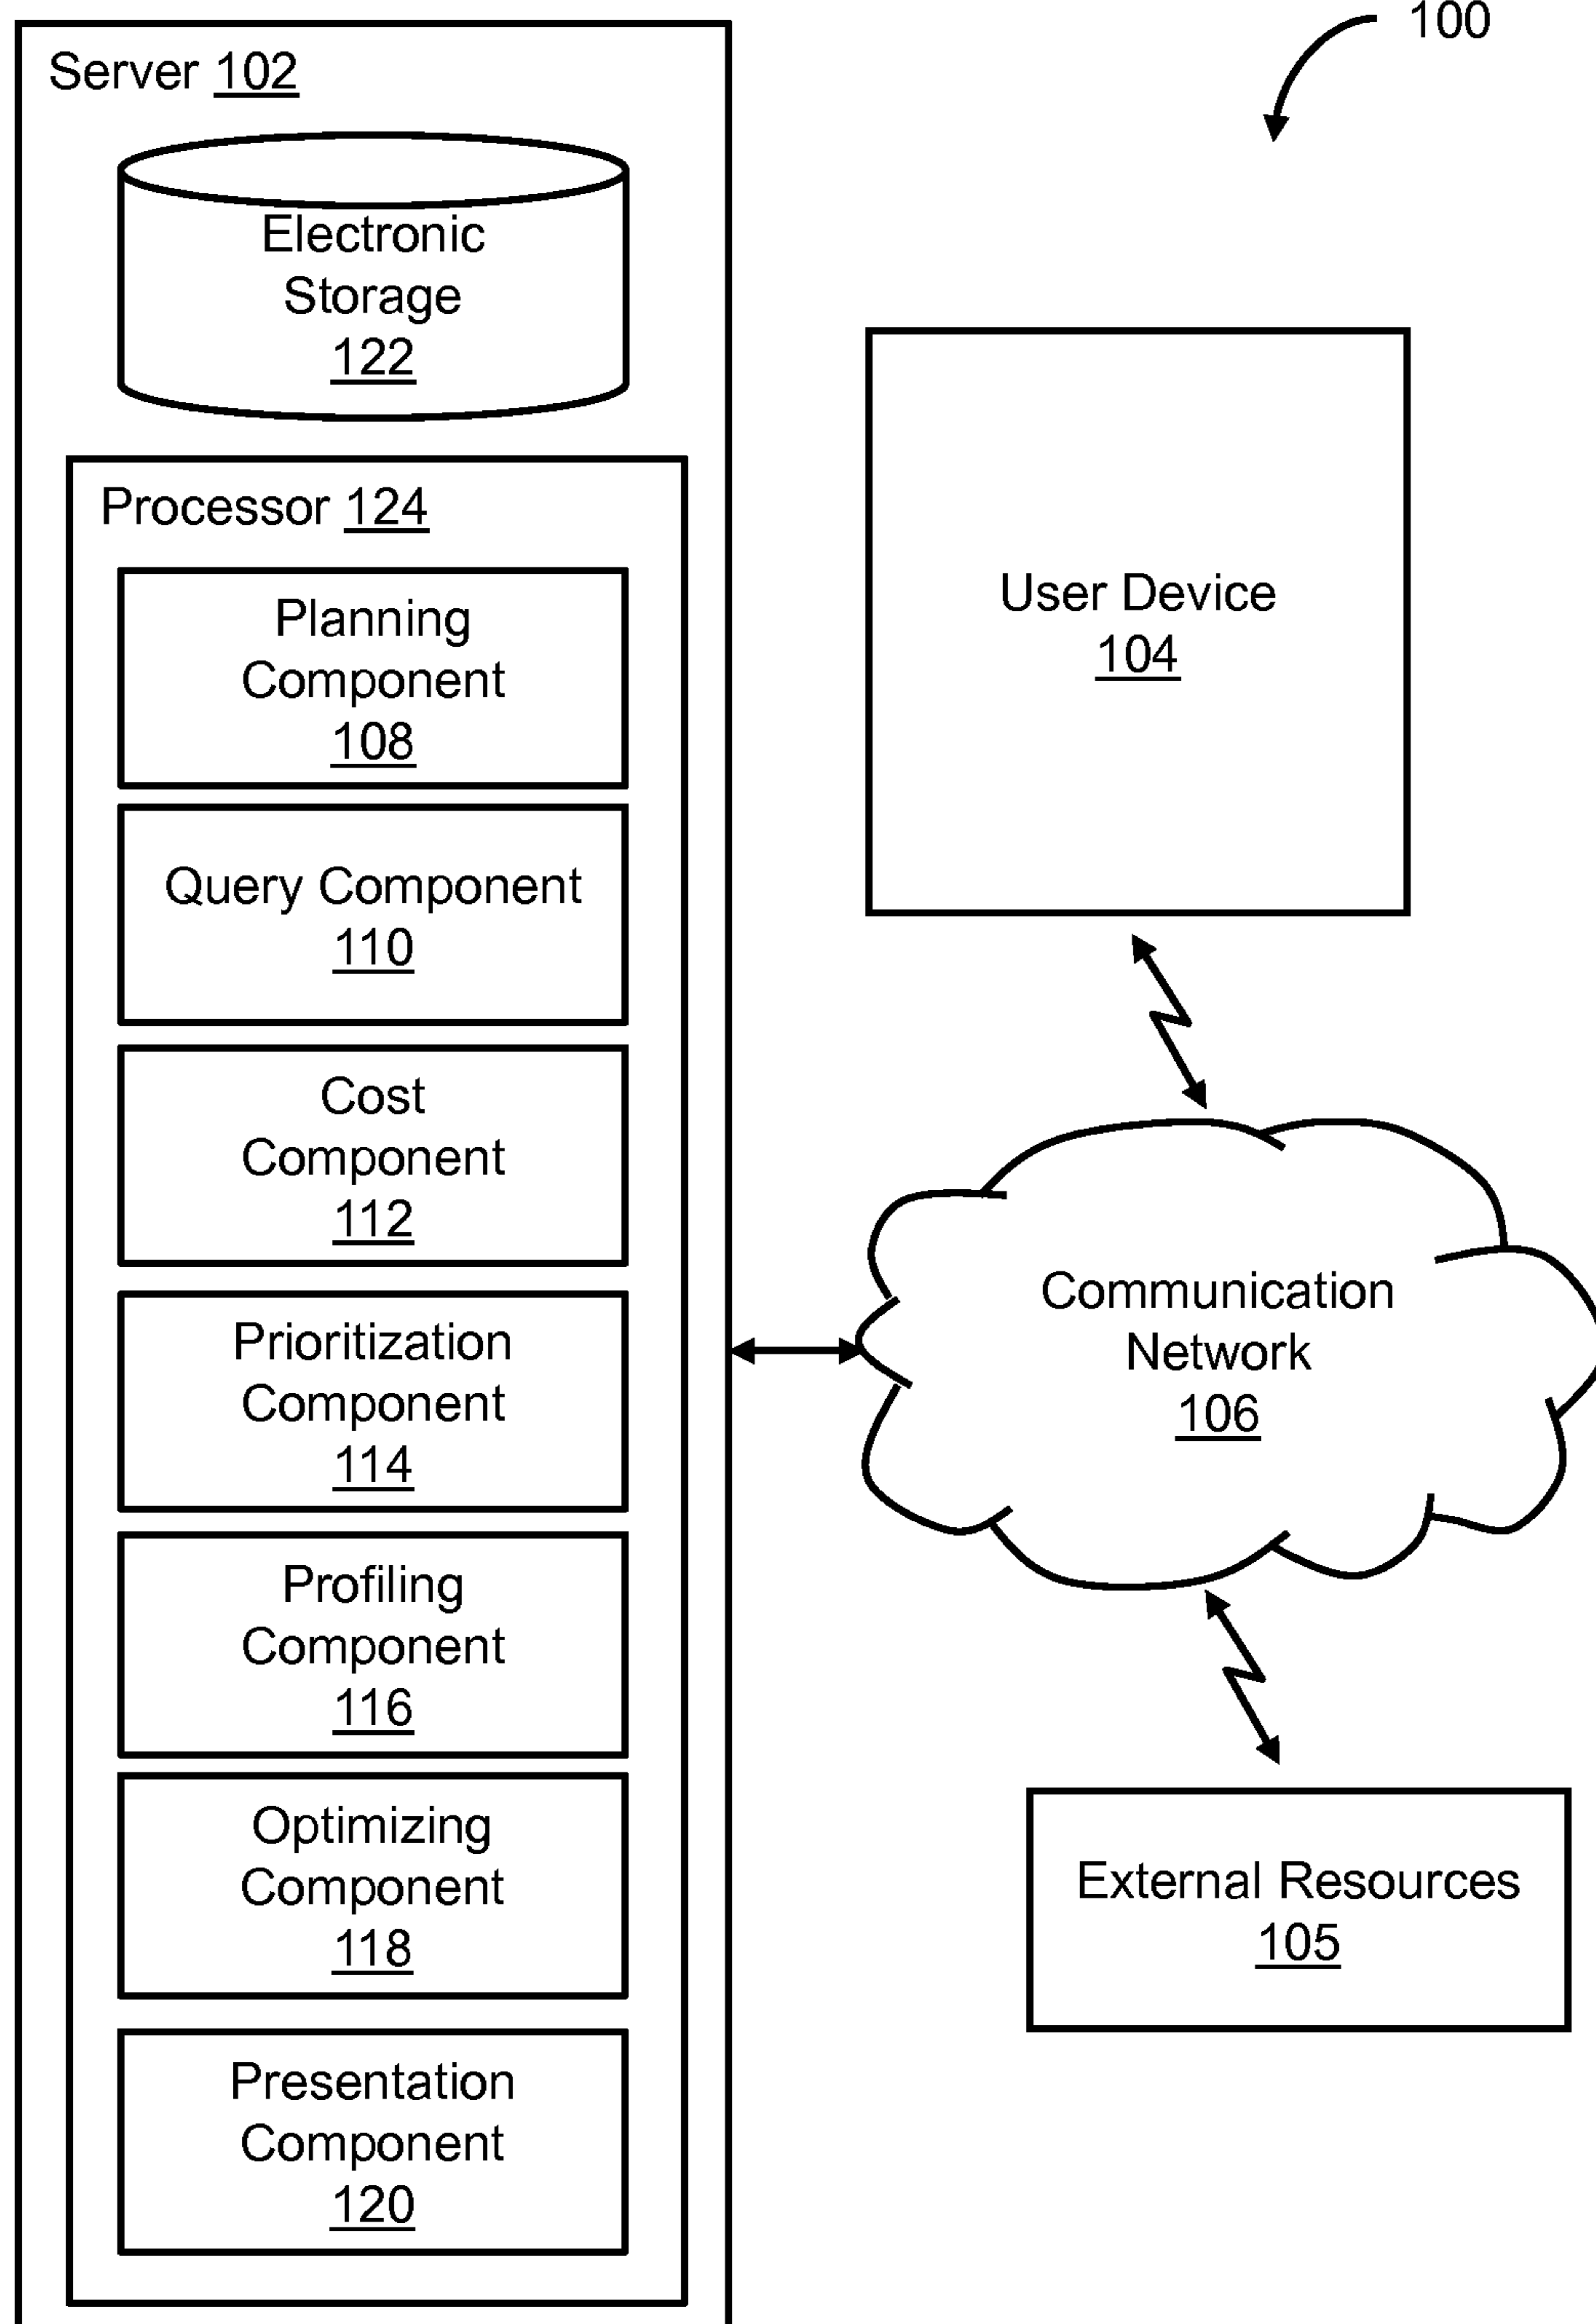 100
Server 102
Electronic
Storage
122
Processor 124
Planning
Component
108
Query Component
110
Cost
Component
112
Prioritization
Component
114
Profiling
Component
116
Optimizing
Component
118
Presentation
Component
120
User Device
104
Communication
Network
106
External Resources
105